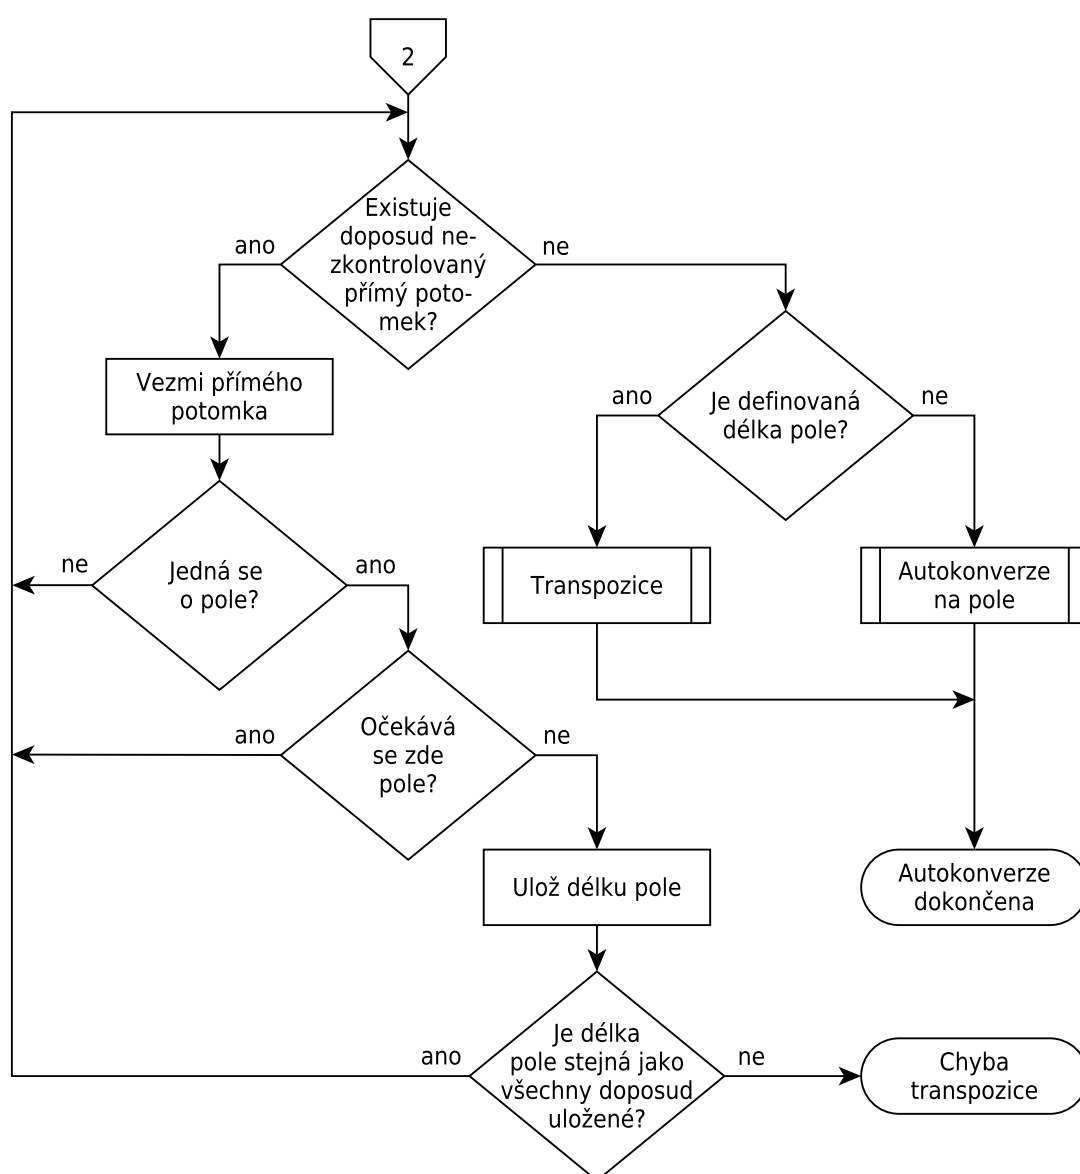 2
Existuje
doposud ne-
zkontrolovaný
přímý poto-
mek?
ano
ne
Vezmi přímého
potomka
Je definovaná
délka pole?
ano
ne
Jedná se
o pole?
ne
ano
Transpozice
Autokonverze
na pole
Očekává
se zde
pole?
ano
ne
Ulož délku pole
Autokonverze
dokončena
Je délka
pole stejná jako
všechny doposud
uložené?
ano
ne
Chyba
transpozice